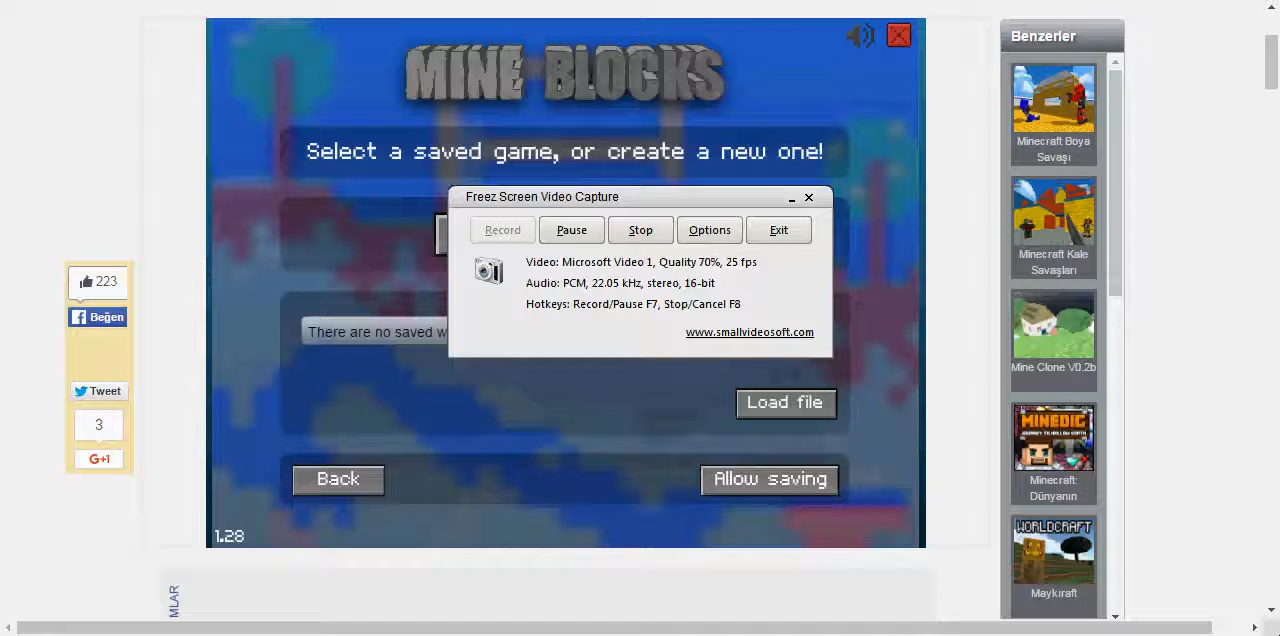 MINE BLOCKS
Select a saved game, or create a new one!
Freez Screen Video Capture
Record
Pause
Stop
Options
Exit
Video: Microsoft Video 1, Quality 70%, 25 fps
Audio: PCM, 22.05 kHz, stereo, 16-bit
Hotkeys: Record/Pause F7, Stop/Cancel F8
www.smallvideosoft.com
There are no saved w
Load file
Back
Allow saving
1.28
223
Beğen
Tweet
3
G+1
MLAR
Benzerler
Minecraft Boya
Savaşı
Minecraft Kale
Savaşları
Mine Clone V0.2b
MINEDIG
Minecraft:
Dünyanın
WORLDCRAFT
Maykıraft